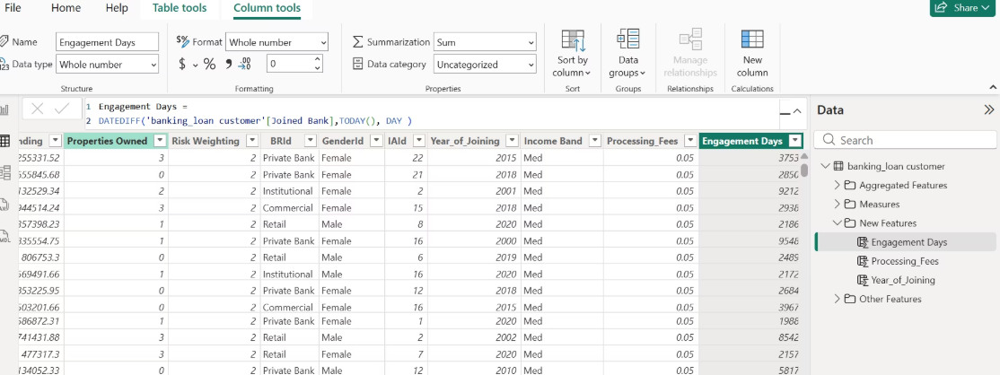 File Home Help Table tools Column tools Share
Name Engagement Days Format Whole number Summarization Sum
Data type Whole number $ % 9 .00 0 Data category Uncategorized
Sort by column Data groups Manage relationships New column
Structure Formatting Properties Sort Groups Relationships Calculations
1 Engagement Days =
2 DATEDIFF('banking_loan customer'[Joined Bank],TODAY(), DAY )
nding Properties Owned Risk Weighting BRId GenderId IAId Year_of_Joining Income Band Processing_Fees Engagement Days
255331.52 3 2 Private Bank Female 22 2015 Med 0.05 3753
555845.68 0 2 Private Bank Female 21 2018 Med 0.05 2850
132529.34 2 2 Institutional Female 2 2001 Med 0.05 9212
944514.24 3 2 Commercial Female 15 2018 Med 0.05 2938
357398.23 1 2 Retail Male 8 2020 Med 0.05 2186
335554.75 1 2 Private Bank Female 16 2000 Med 0.05 9546
806753.3 0 2 Retail Male 6 2019 Med 0.05 2489
569491.66 1 2 Institutional Male 16 2020 Med 0.05 2172
353225.95 0 2 Private Bank Female 12 2018 Med 0.05 2684
503201.66 0 2 Commercial Female 16 2015 Med 0.05 3967
586872.31 1 2 Private Bank Female 1 2020 Med 0.05 1988
741431.88 3 2 Retail Male 2 2002 Med 0.05 8542
477317.3 3 2 Retail Female 7 2020 Med 0.05 2157
134052.33 0 2 Private Bank Male 12 2010 Med 0.05 5817
Data
Search
banking_loan customer
Aggregated Features
Measures
New Features
Engagement Days
Processing_Fees
Year_of_Joining
Other Features